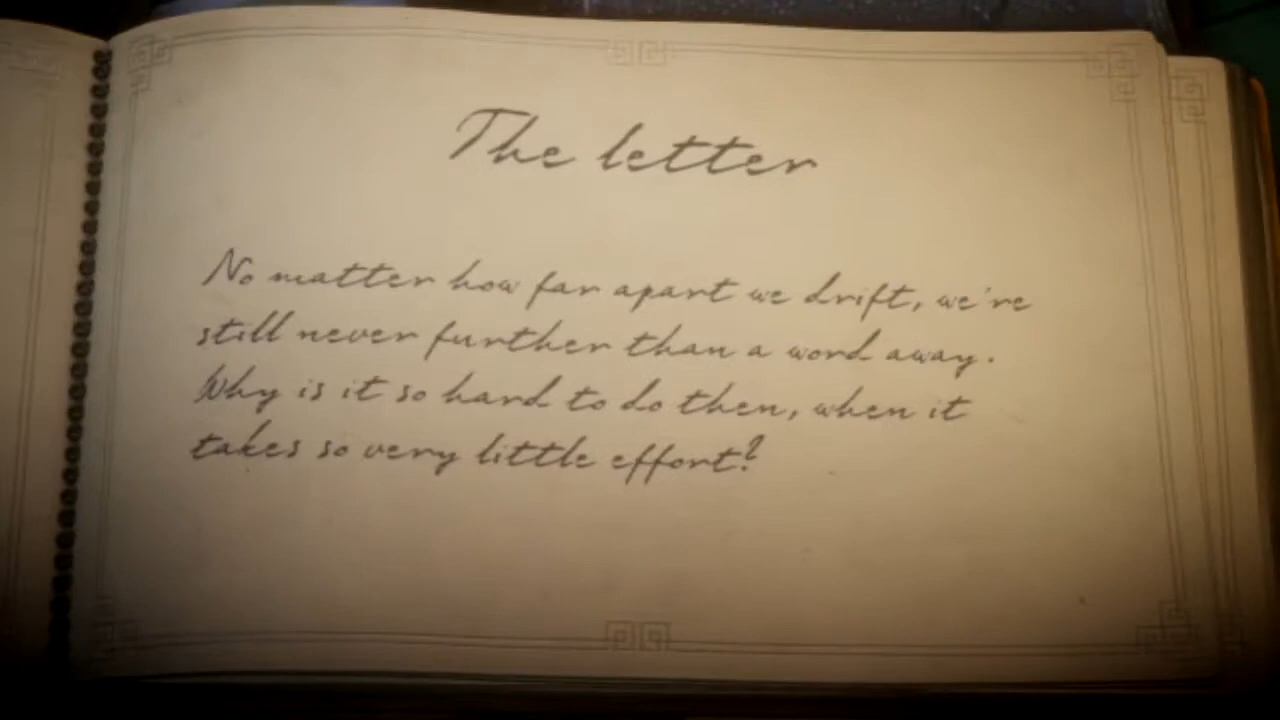 The letter
No matter how far apart we drift, we're
still never further than a word away.
Why is it so hard to do then, when it
takes so very little effort?